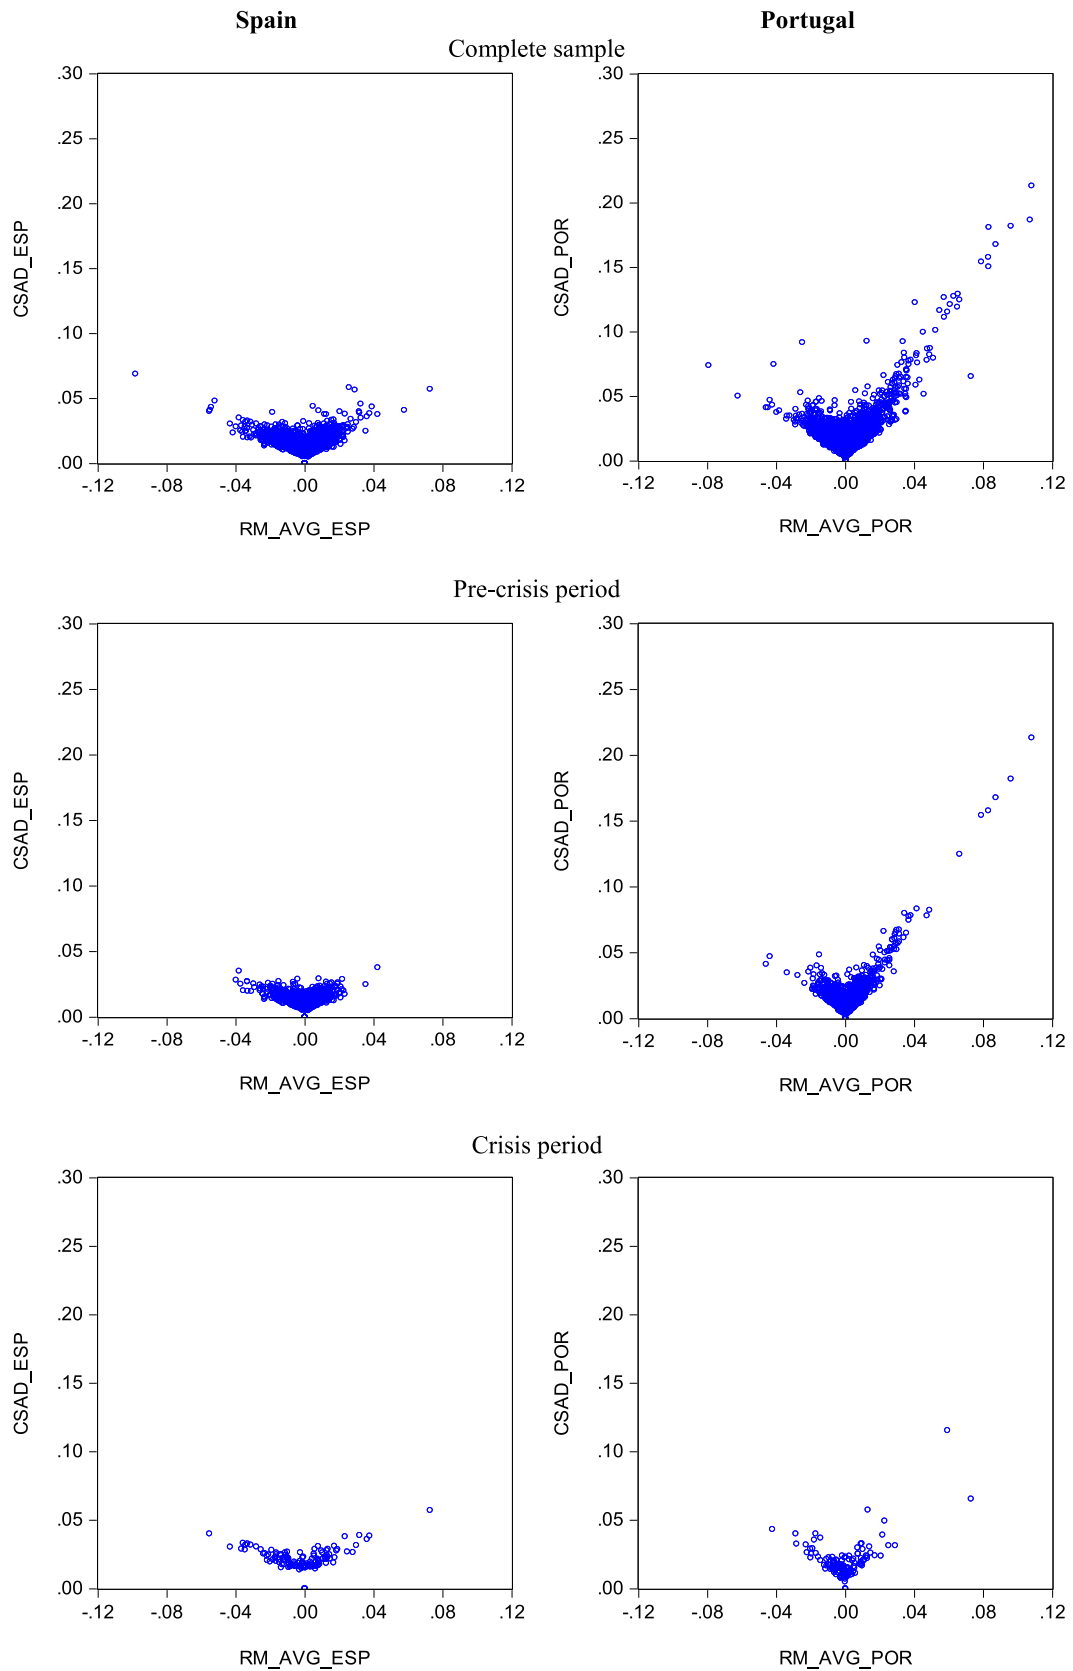 Spain Portugal
Complete sample
.30 .30
.25 .25
.20 .20
.15 .15
.10 .10
.05 .05
.00 .00
CSAD_ESP CSAD_POR
-.12 -.08 -.04 .00 .04 .08 .12 -.12 -.08 -.04 .00 .04 .08 .12
RM_AVG_ESP RM_AVG_POR
Pre-crisis period
.30 .30
.25 .25
.20 .20
.15 .15
.10 .10
.05 .05
.00 .00
CSAD_ESP CSAD_POR
-.12 -.08 -.04 .00 .04 .08 .12 -.12 -.08 -.04 .00 .04 .08 .12
RM_AVG_ESP RM_AVG_POR
Crisis period
.30 .30
.25 .25
.20 .20
.15 .15
.10 .10
.05 .05
.00 .00
CSAD_ESP CSAD_POR
-.12 -.08 -.04 .00 .04 .08 .12 -.12 -.08 -.04 .00 .04 .08 .12
RM_AVG_ESP RM_AVG_POR